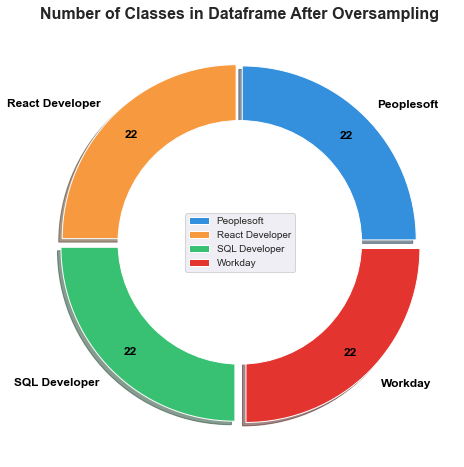 Number of Classes in Dataframe After Oversampling
React Developer
Peoplesoft
22
22
Peoplesoft
React Developer
SQL Developer
Workday
22
22
SQL Developer
Workday